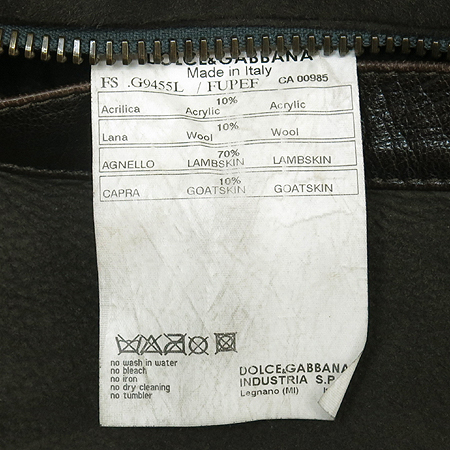 DOLCE&GABBANA
Made in Italy
FS .G9455L / FUPEF CA 00985
10%
Acrilica Acrylic Acrylic
10%
Lana Wool Wool
70%
AGNELLO LAMBSKIN LAMBSKIN
10%
CAPRA GOATSKIN GOATSKIN
no wash in water
no bleach
no iron
no dry cleaning
no tumbler
DOLCE&GABBANA
INDUSTRIA S.P
Legnano (MI)